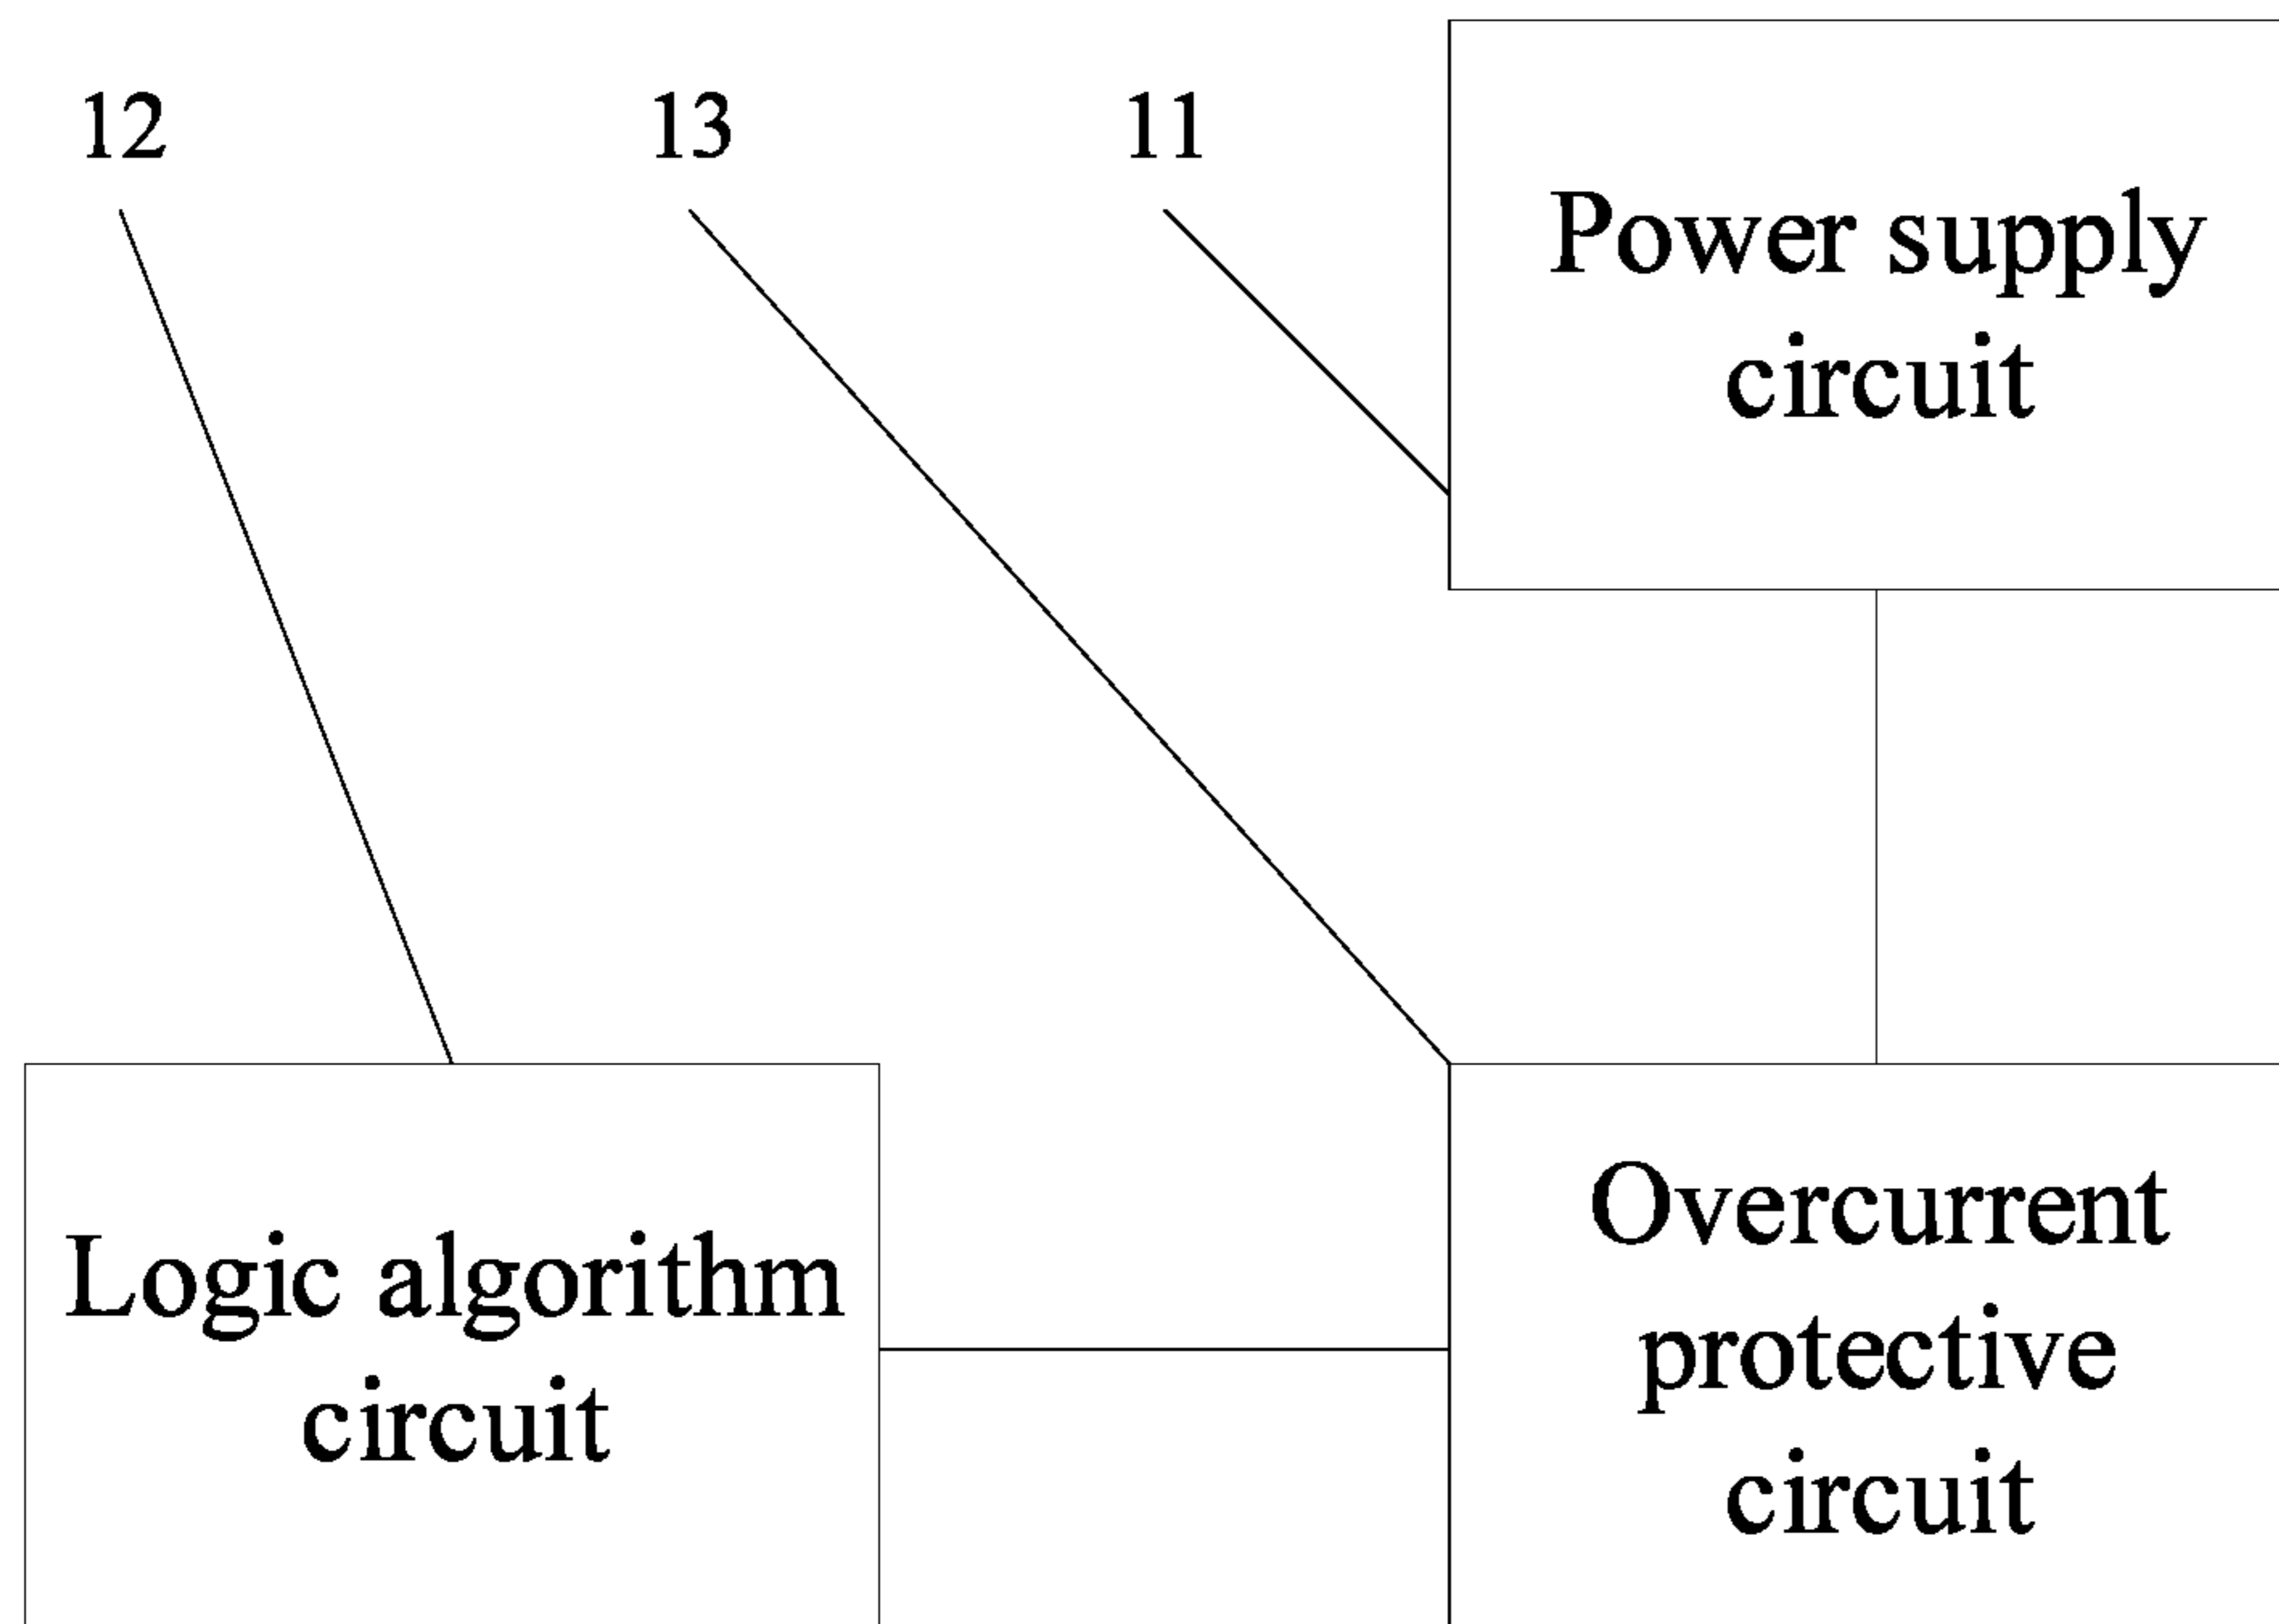 12
13
11
Power supply
circuit
Logic algorithm
circuit
Overcurrent
protective
circuit